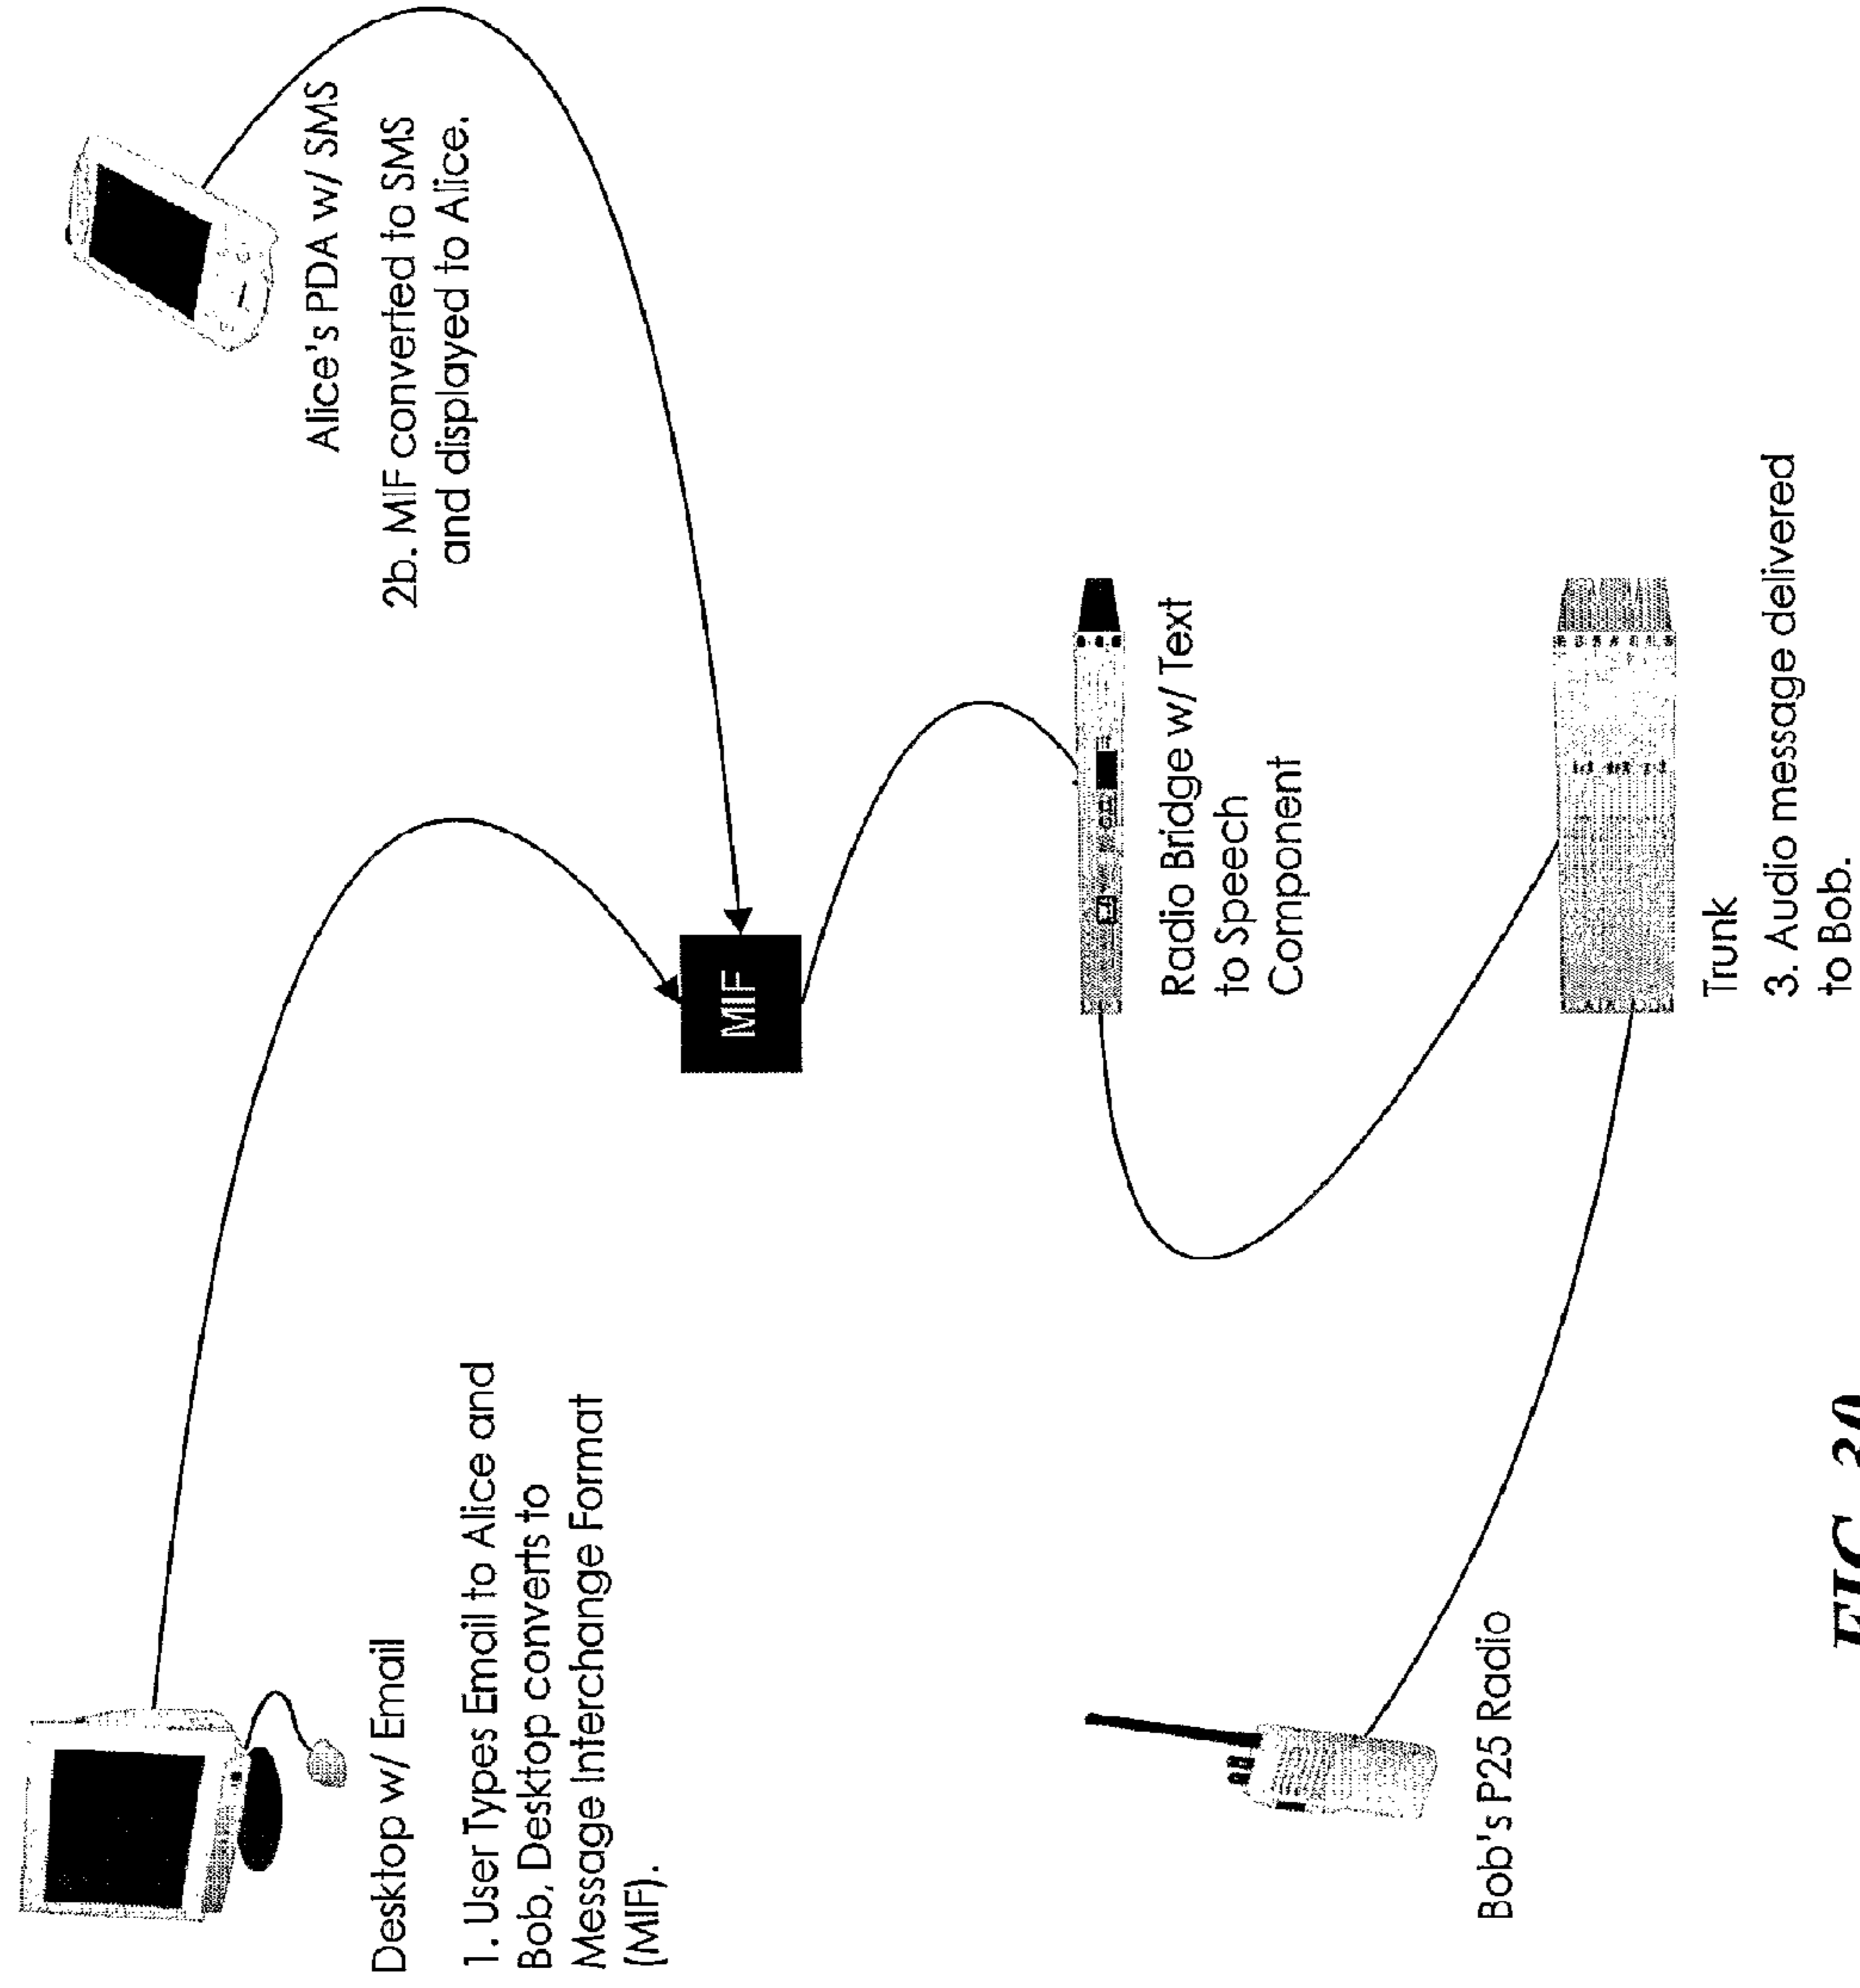 Desktop w/ Email
1. User Types Email to Alice and
Bob, Desktop converts to
Message Interchange Format
(MIF).
Alice's PDA w/ SMS
2b. MIF converted to SMS
and displayed to Alice.
MIF
Radio Bridge w/ Text
to Speech
Component
Bob's P25 Radio
Trunk
3. Audio message delivered
to Bob.